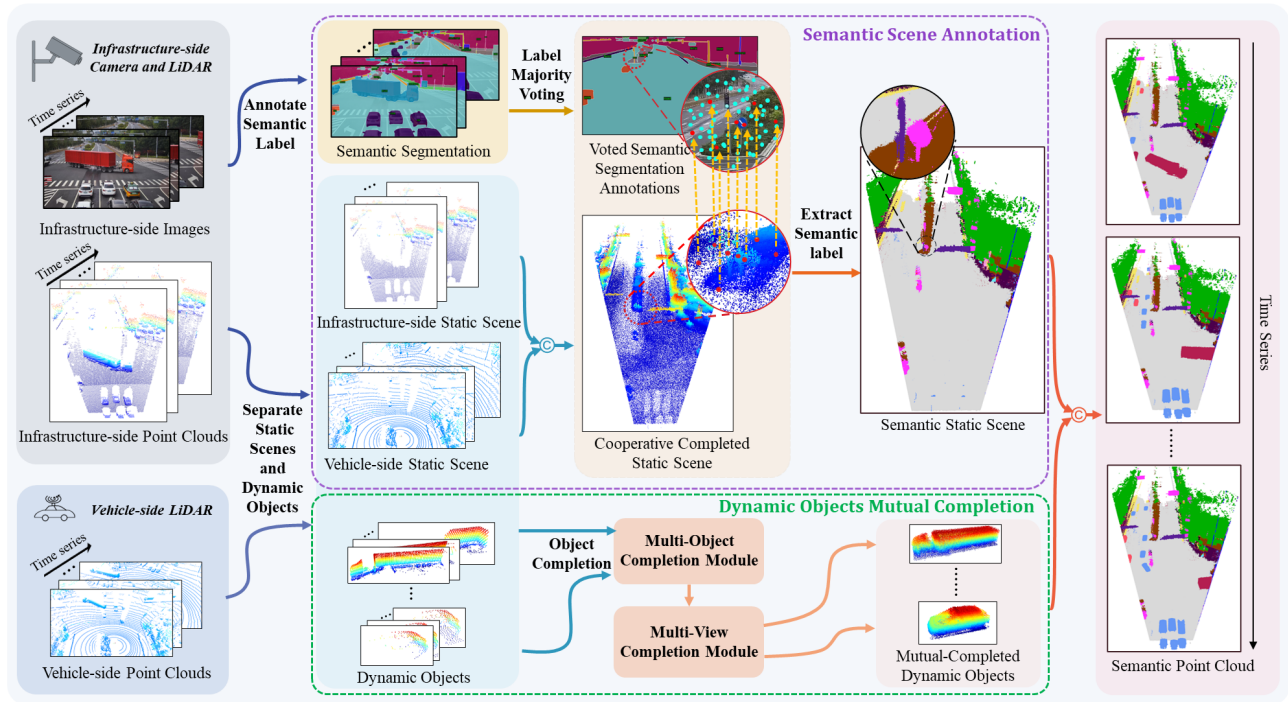 Infrastructure-side
Camera and LiDAR
Time series
Infrastructure-side Images
Time series
Infrastructure-side Point Clouds
Vehicle-side LiDAR
Time series
Vehicle-side Point Clouds
Annotate
Semantic
Label
Separate
Static
Scenes
and
Dynamic
Objects
Semantic Scene Annotation
Semantic Segmentation
Label
Majority
Voting
Voted Semantic
Segmentation
Annotations
Infrastructure-side Static Scene
Vehicle-side Static Scene
C
Cooperative Completed
Static Scene
Extract
Semantic
label
Semantic Static Scene
Dynamic Objects Mutual Completion
Dynamic Objects
Object
Completion
Multi-Object
Completion Module
Multi-View
Completion Module
Mutual-Completed
Dynamic Objects
C
Semantic Point Cloud
Time Series